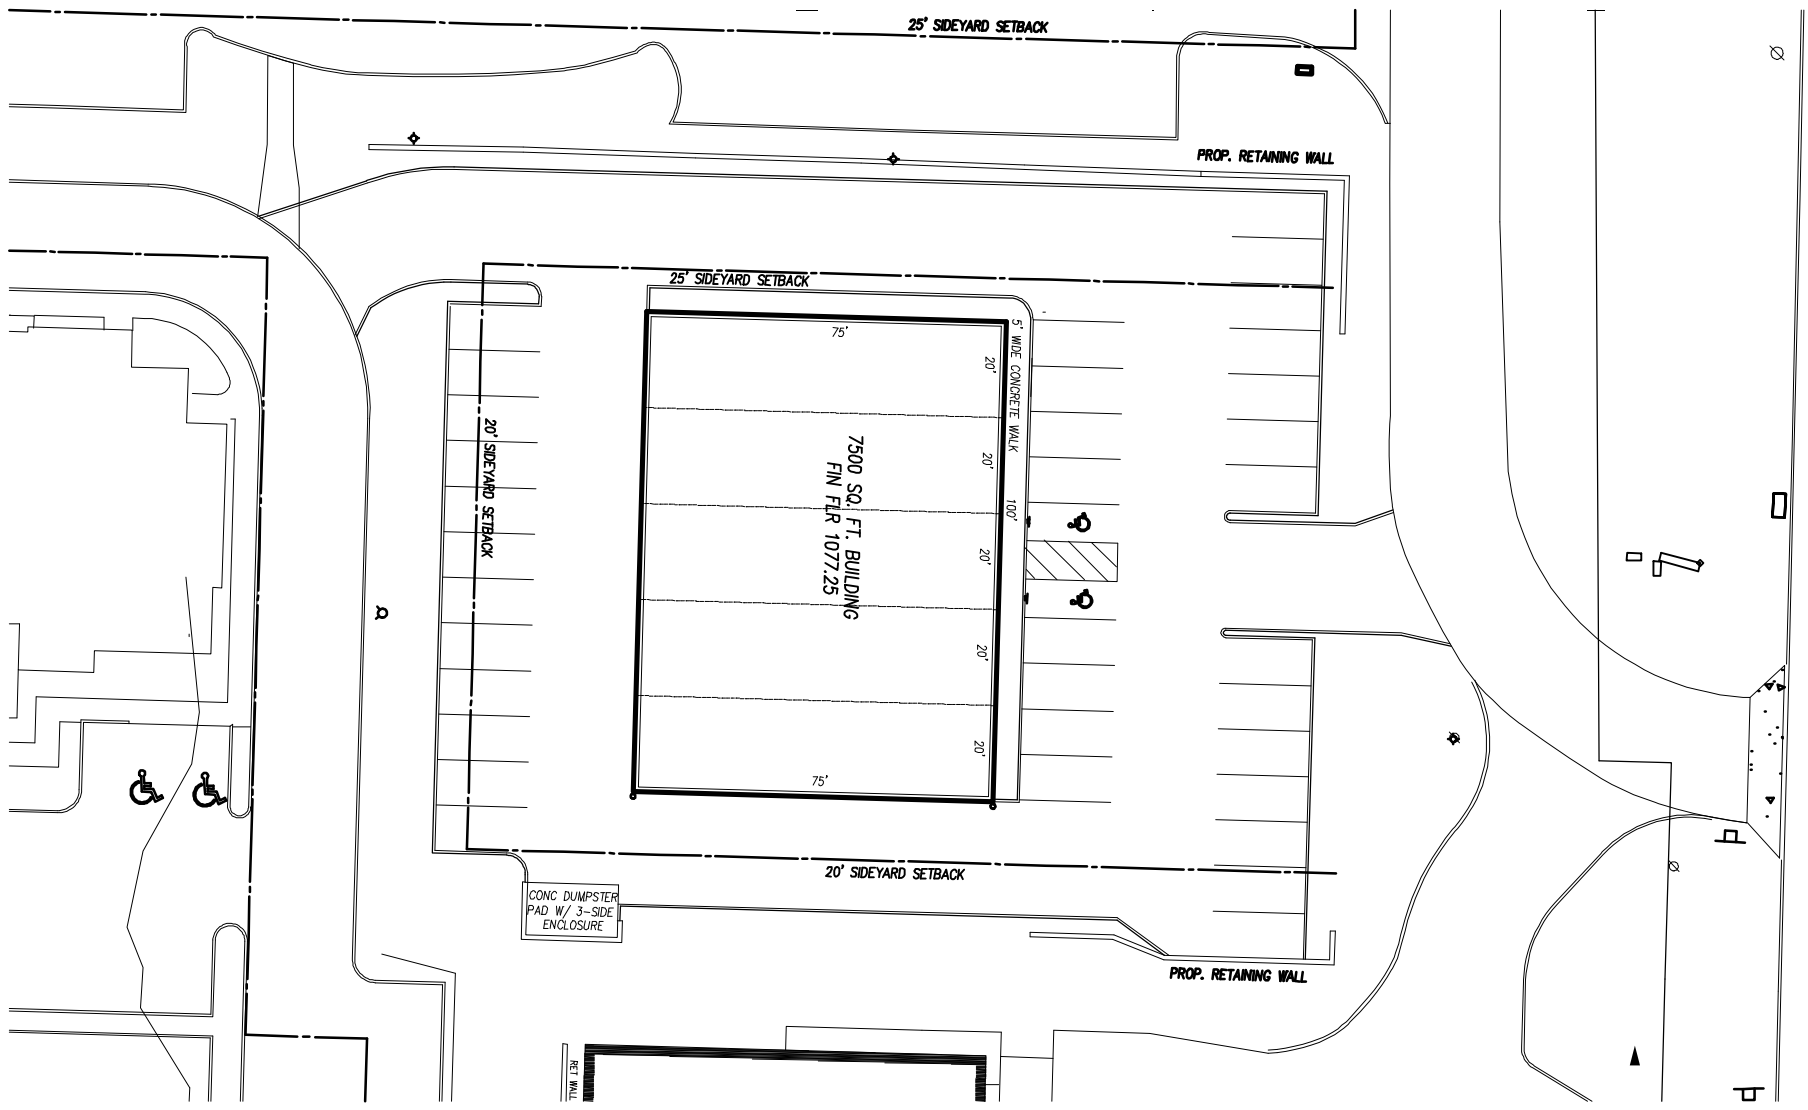 25' SIDEYARD SETBACK
PROP. RETAINING WALL
25' SIDEYARD SETBACK
75'
5' WIDE CONCRETE WALK
100'
20'
20'
20'
20'
20'
20' SIDEYARD SETBACK
7500 SQ. FT. BUILDING
FIN FLR 1077.25
75'
20' SIDEYARD SETBACK
CONC DUMPSTER
PAD W/ 3-SIDE
ENCLOSURE
PROP. RETAINING WALL
RET WALL